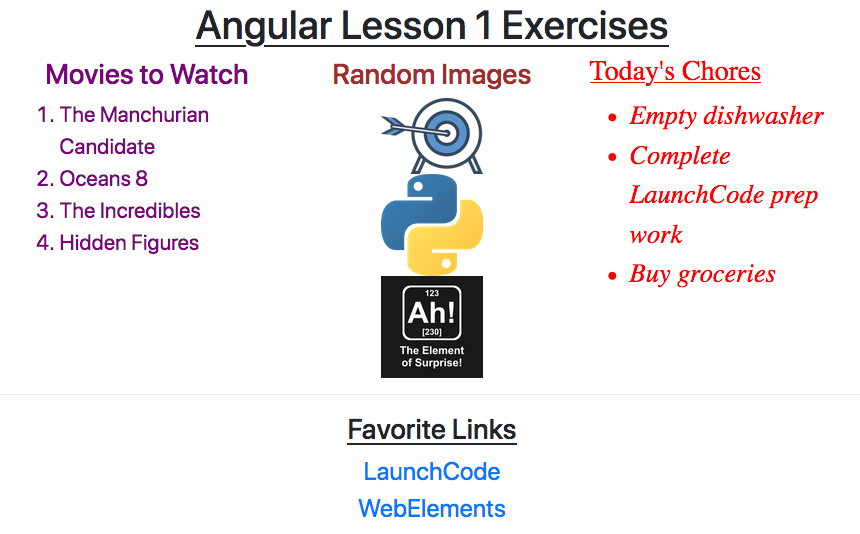 Angular Lesson 1 Exercises
Movies to Watch
1. The Manchurian
Candidate
2. Oceans 8
3. The Incredibles
4. Hidden Figures
Random Images
123
Ah!
[230]
The Element
of Surprise!
Today's Chores
• Empty dishwasher
• Complete
LaunchCode prep
work
• Buy groceries
Favorite Links
LaunchCode
WebElements